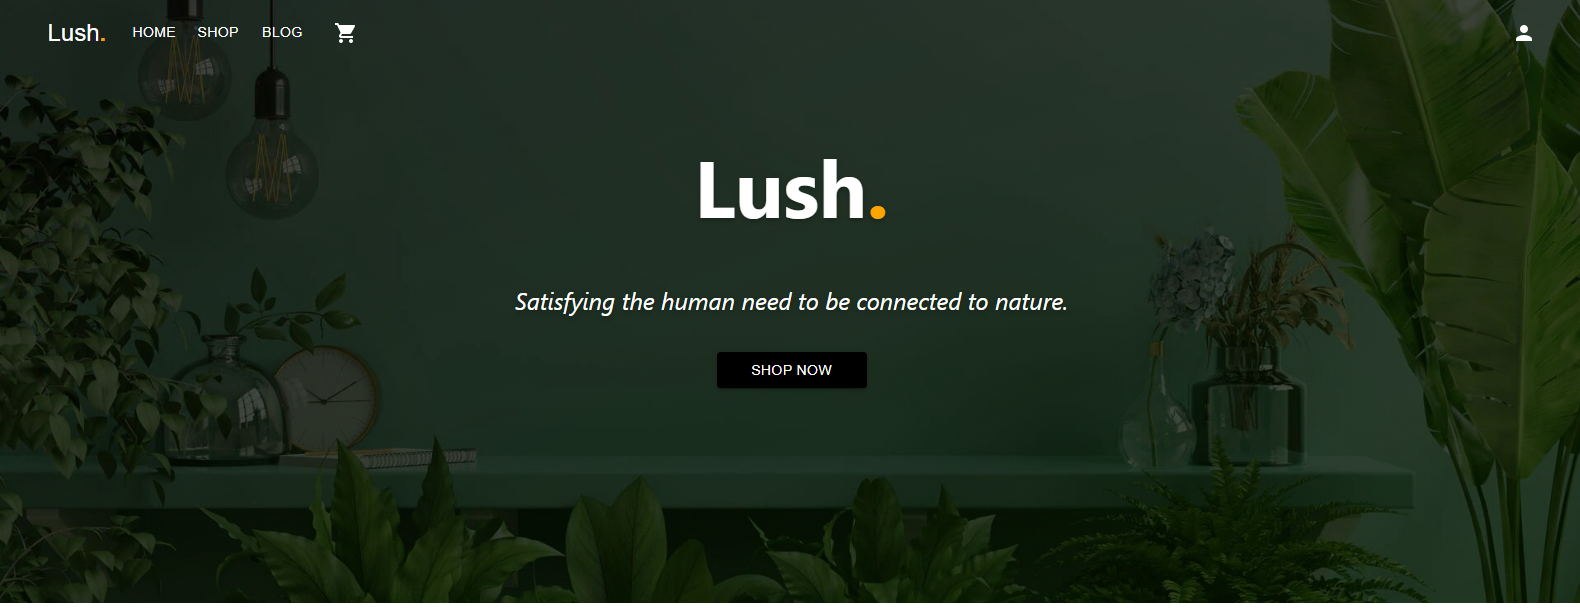 Lush. HOME SHOP BLOG
Lush.
Satisfying the human need to be connected to nature.
SHOP NOW